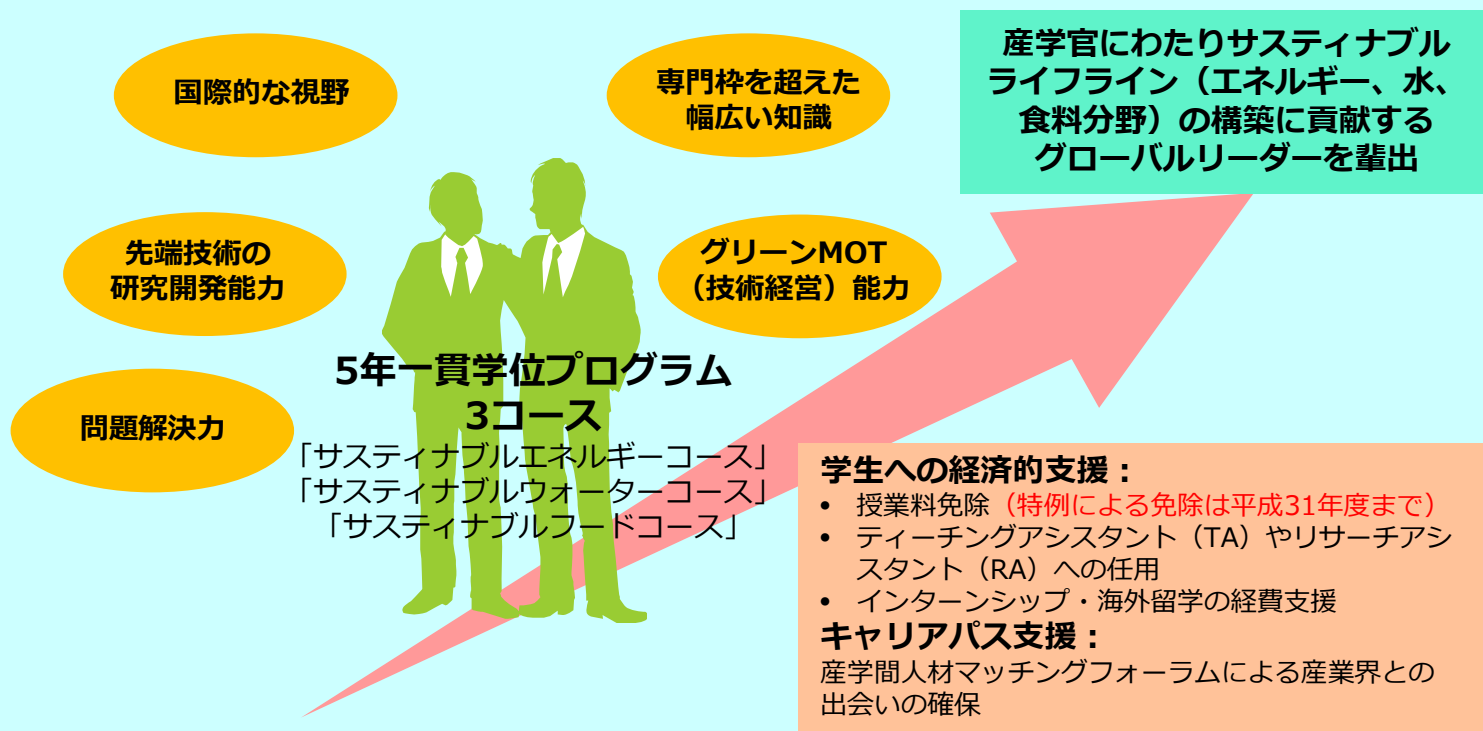 国際的な視野
専門枠を超えた
幅広い知識
産学官にわたりサスティナブル
ライフライン（エネルギー、水、
食料分野）の構築に貢献する
グローバルリーダーを輩出
先端技術の
研究開発能力
グリーンMOT
（技術経営）能力
問題解決力
5年一貫学位プログラム
3コース
「サスティナブルエネルギーコース」
「サスティナブルウォーターコース」
「サスティナブルフードコース」
学生への経済的支援：
• 授業料免除（特例による免除は平成31年度まで）
• ティーチングアシスタント（TA）やリサーチアシ
スタント（RA）への任用
• インターンシップ・海外留学の経費支援
キャリアパス支援：
産学間人材マッチングフォーラムによる産業界との
出会いの確保